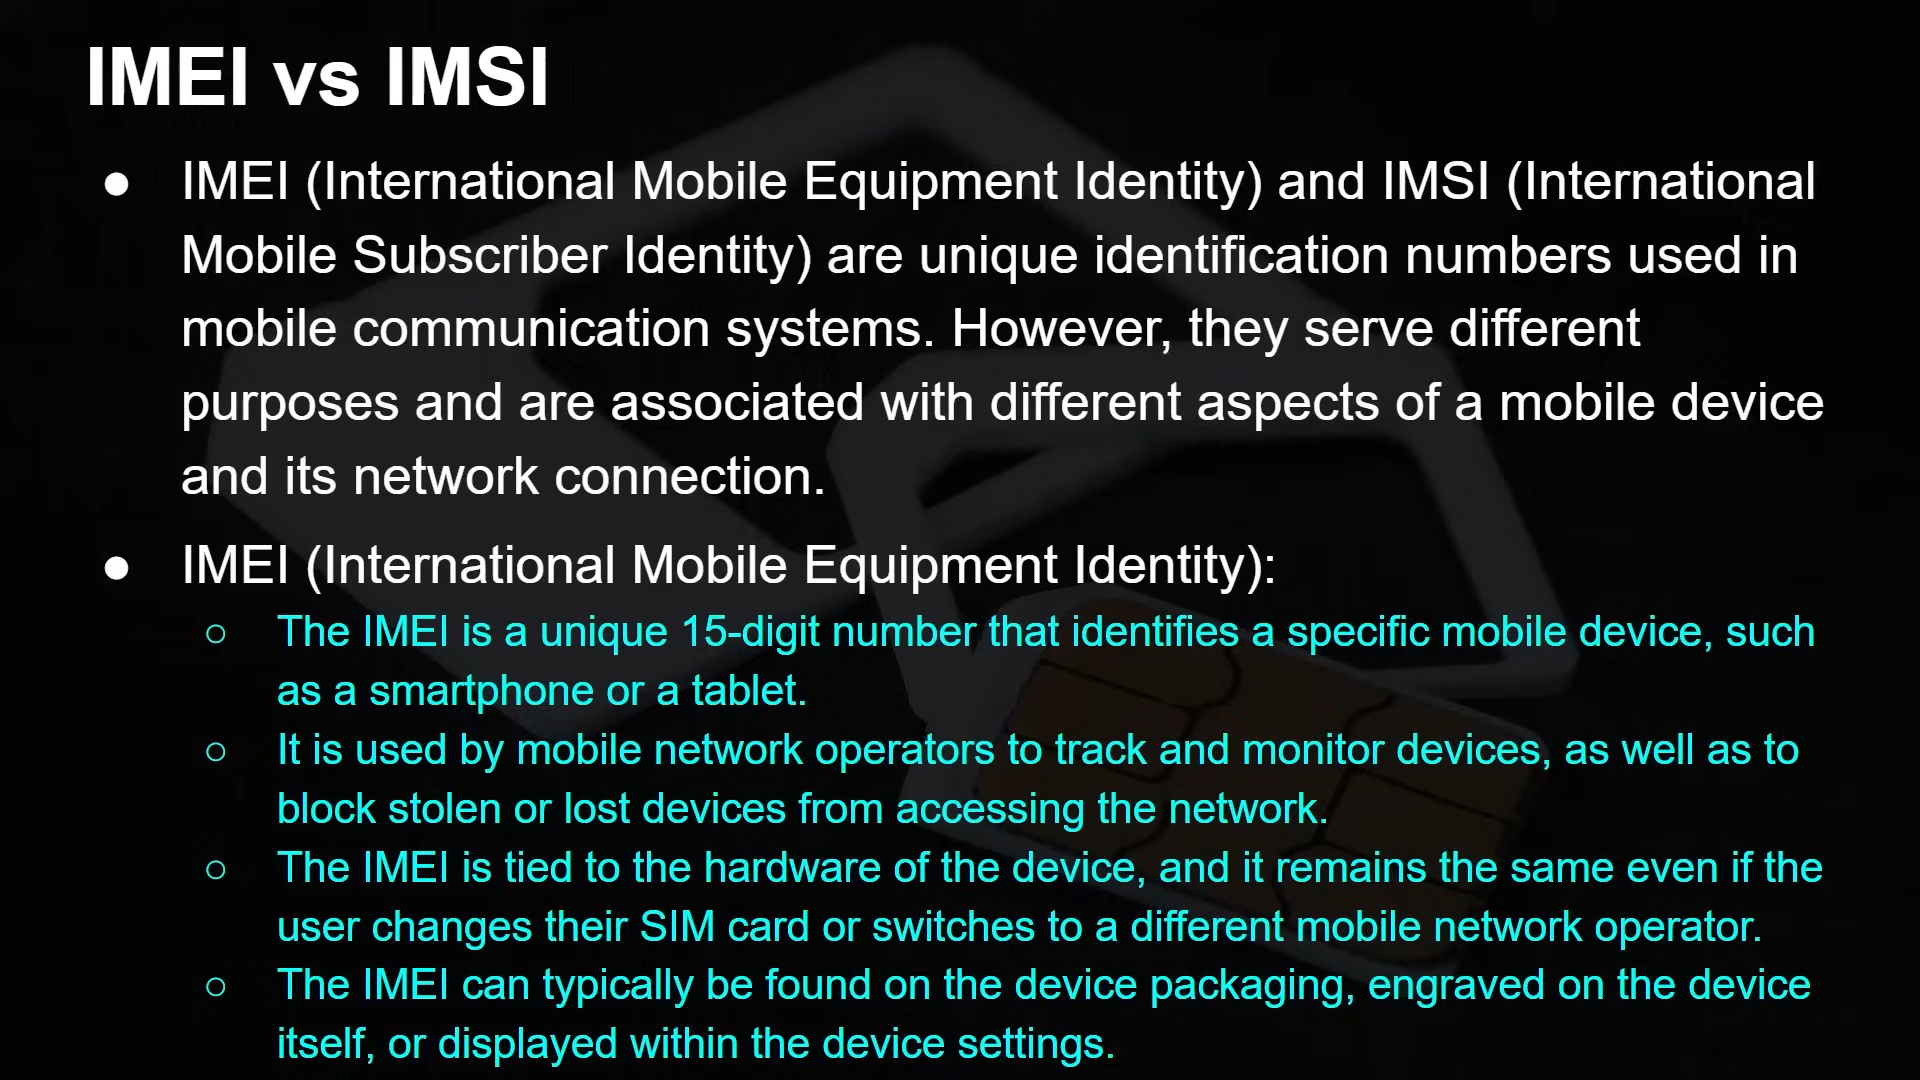 IMEI vs IMSI
● IMEI (International Mobile Equipment Identity) and IMSI (International
Mobile Subscriber Identity) are unique identification numbers used in
mobile communication systems. However, they serve different
purposes and are associated with different aspects of a mobile device
and its network connection.
● IMEI (International Mobile Equipment Identity):
○ The IMEI is a unique 15-digit number that identifies a specific mobile device, such
as a smartphone or a tablet.
○ It is used by mobile network operators to track and monitor devices, as well as to
block stolen or lost devices from accessing the network.
○ The IMEI is tied to the hardware of the device, and it remains the same even if the
user changes their SIM card or switches to a different mobile network operator.
○ The IMEI can typically be found on the device packaging, engraved on the device
itself, or displayed within the device settings.